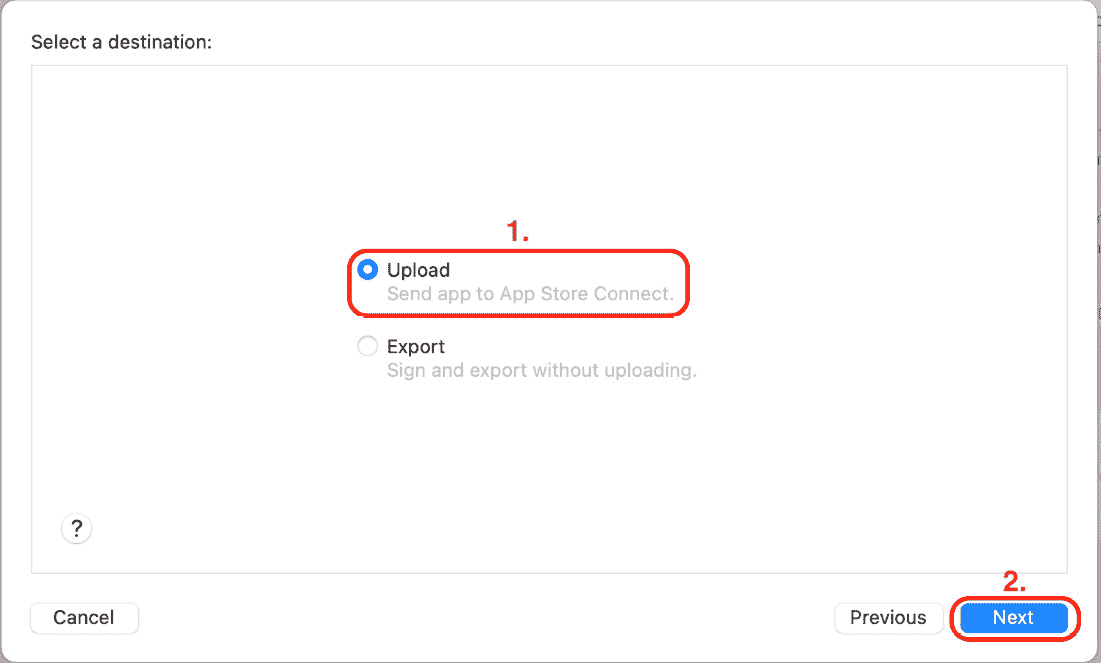 Select a destination:
1.
Upload
Send app to App Store Connect.
Export
Sign and export without uploading.
?
2.
Cancel
Previous
Next